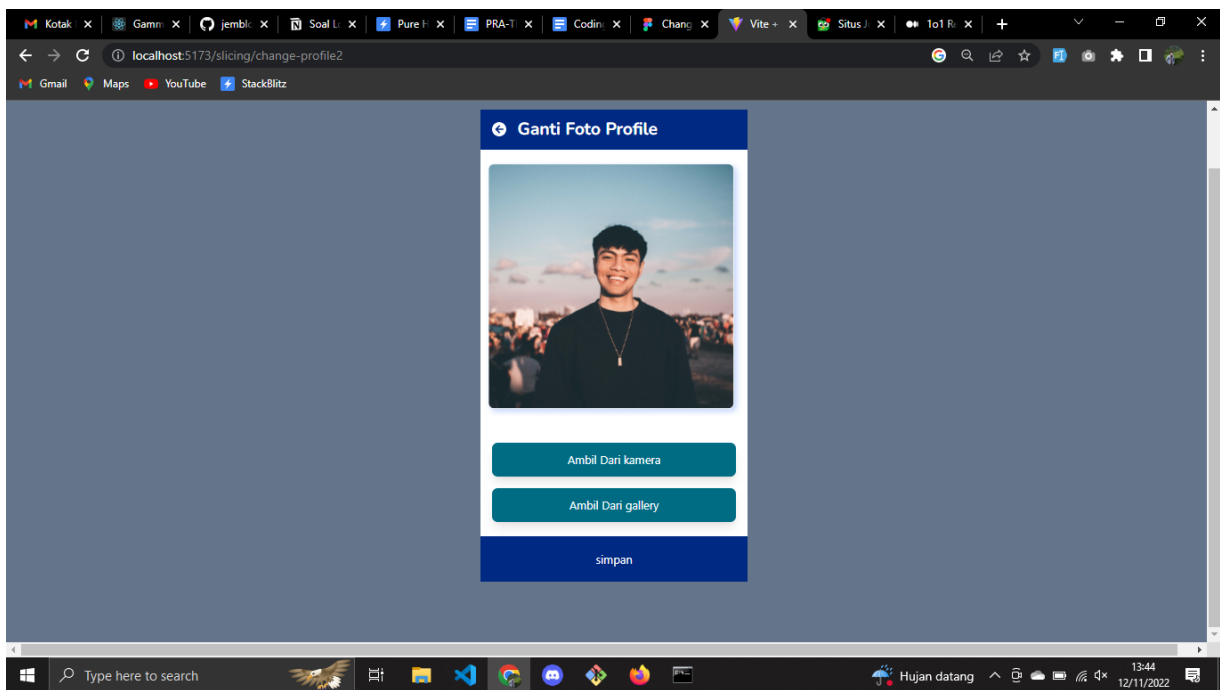 Kotak
Gamm
jemblc
Soal Lc
Pure H
PRA-T
Coding
Chang
Vite +
Situs J
1o1 R
localhost:5173/slicing/change-profile2
Gmail
Maps
YouTube
StackBlitz
Ganti Foto Profile
Ambil Dari kamera
Ambil Dari gallery
simpan
Type here to search
Hujan datang
13:44
12/11/2022